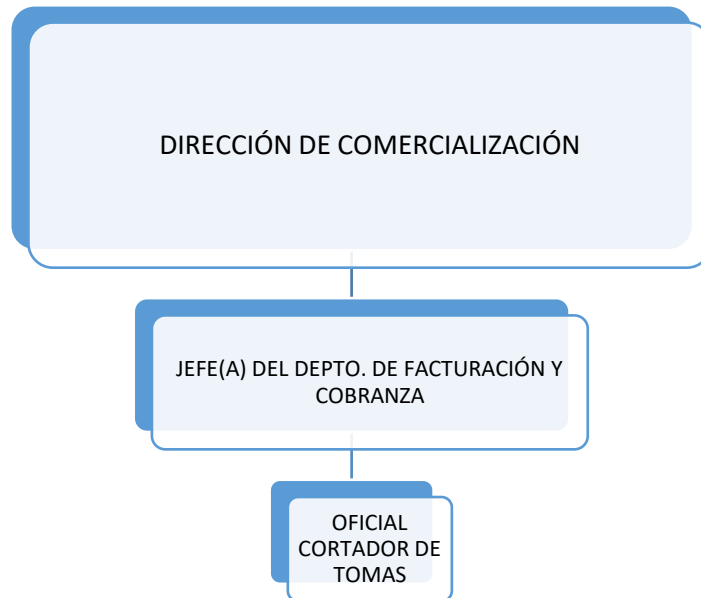 DIRECCIÓN DE COMERCIALIZACIÓN
JEFE(A) DEL DEPTO. DE FACTURACIÓN Y
COBRANZA
OFICIAL
CORTADOR DE
TOMAS